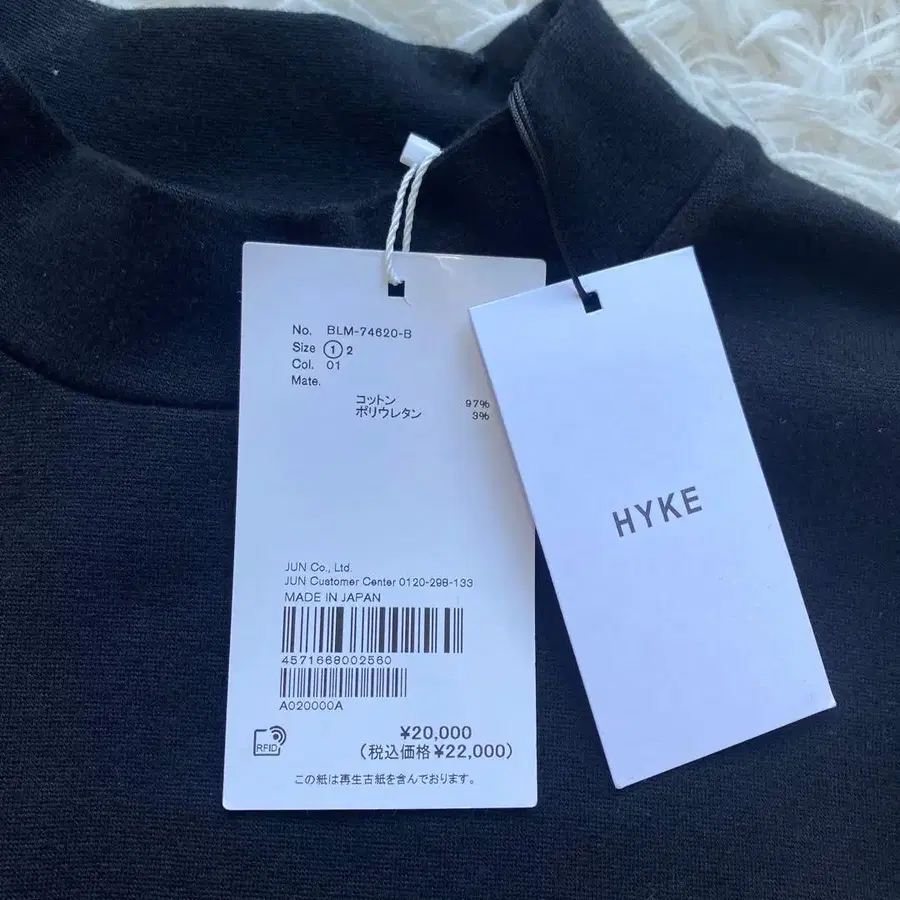 No. BLM-74620-B
Size ① 2
Col. 01
Mate.
コットン 97%
ポリウレタン 3%
JUN Co., Ltd.
JUN Customer Center 0120-298-133
MADE IN JAPAN
4571668002560
A020000A
RFID
¥20,000
(税込価格¥22,000)
この紙は再生古紙を含んでおります。
HYKE